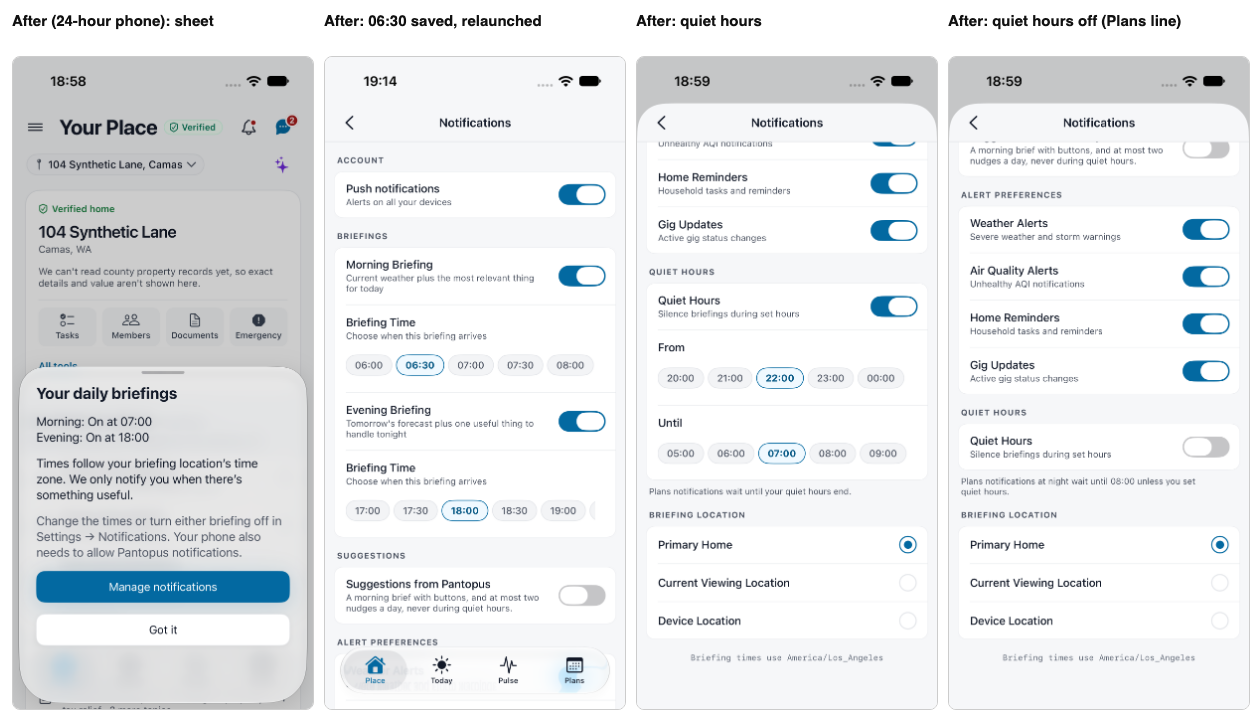 After (24-hour phone): sheet
18:58
Your Place
Verified
2
104 Synthetic Lane, Camas
Verified home
104 Synthetic Lane
Camas, WA
We can't read county property records yet, so exact
details and value aren't shown here.
Tasks
Members
Documents
Emergency
All tools
Your daily briefings
Morning: On at 07:00
Evening: On at 18:00
Times follow your briefing location's time
zone. We only notify you when there's
something useful.
Change the times or turn either briefing off in
Settings → Notifications. Your phone also
needs to allow Pantopus notifications.
Manage notifications
Got it
After: 06:30 saved, relaunched
19:14
Notifications
ACCOUNT
Push notifications
Alerts on all your devices
BRIEFINGS
Morning Briefing
Current weather plus the most relevant thing
for today
Briefing Time
Choose when this briefing arrives
06:00 06:30 07:00 07:30 08:00
Evening Briefing
Tomorrow's forecast plus one useful thing to
handle tonight
Briefing Time
Choose when this briefing arrives
17:00 17:30 18:00 18:30 19:00
SUGGESTIONS
Suggestions from Pantopus
A morning brief with buttons, and at most two
nudges a day, never during quiet hours.
ALERT PREFERENCES
Place
Today
Pulse
Plans
After: quiet hours
18:59
Notifications
Unhealthy AQI notifications
Home Reminders
Household tasks and reminders
Gig Updates
Active gig status changes
QUIET HOURS
Quiet Hours
Silence briefings during set hours
From
20:00 21:00 22:00 23:00 00:00
Until
05:00 06:00 07:00 08:00 09:00
Plans notifications wait until your quiet hours end.
BRIEFING LOCATION
Primary Home
Current Viewing Location
Device Location
Briefing times use America/Los_Angeles
After: quiet hours off (Plans line)
18:59
Notifications
A morning brief with buttons, and at most two
nudges a day, never during quiet hours.
ALERT PREFERENCES
Weather Alerts
Severe weather and storm warnings
Air Quality Alerts
Unhealthy AQI notifications
Home Reminders
Household tasks and reminders
Gig Updates
Active gig status changes
QUIET HOURS
Quiet Hours
Silence briefings during set hours
Plans notifications at night wait until 08:00 unless you set
quiet hours.
BRIEFING LOCATION
Primary Home
Current Viewing Location
Device Location
Briefing times use America/Los_Angeles